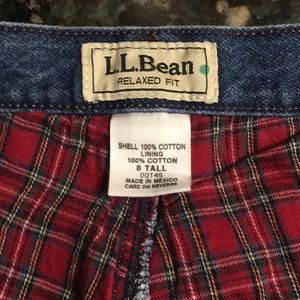 L.L.Bean
RELAXED FIT
SHELL 100% COTTON
LINING
100% COTTON
8 TALL
0QT45
MADE IN MEXICO
CARE ON REVERSE